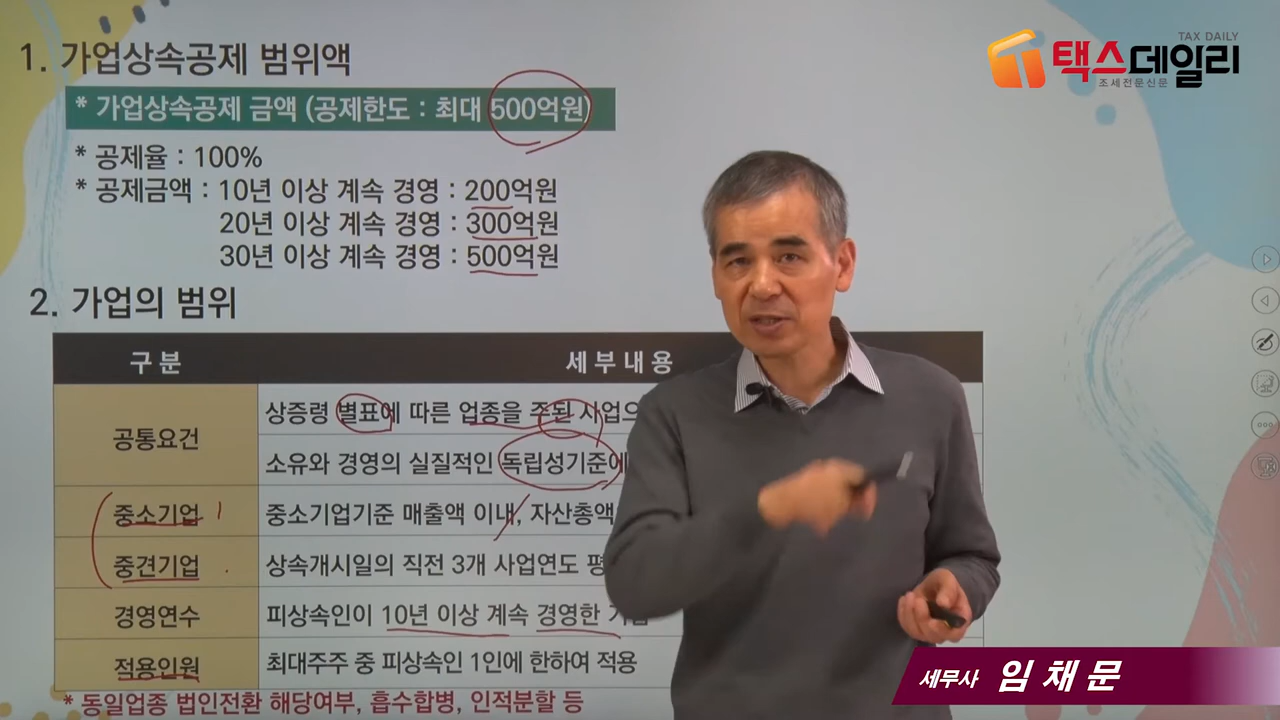 TAX DAILY
택스데일리
조세전문신문
1. 가업상속공제 범위액
* 가업상속공제 금액 (공제한도 : 최대 500억원)
* 공제율 : 100%
* 공제금액 : 10년 이상 계속 경영 : 200억원
20년 이상 계속 경영 : 300억원
30년 이상 계속 경영 : 500억원
2. 가업의 범위
구 분 세 부 내 용
공통요건
상증령 별표에 따른 업종을 주된 사업으
소유와 경영의 실질적인 독립성기준에
중소기업 중소기업기준 매출액 이내, 자산총액
중견기업 상속개시일의 직전 3개 사업연도 평
경영연수 피상속인이 10년 이상 계속 경영한 기업
적용인원 최대주주 중 피상속인 1인에 한하여 적용
* 동일업종 법인전환 해당여부, 흡수합병, 인적분할 등
세무사 임 채 문